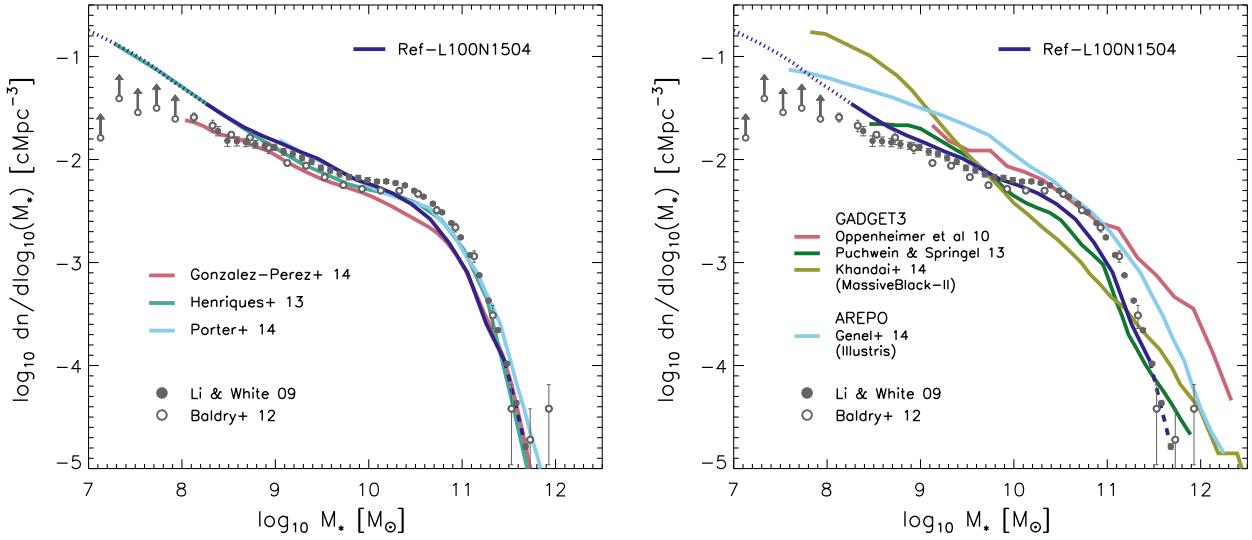 Ref-L100N1504
Gonzalez-Perez+ 14
Henriques+ 13
Porter+ 14
Li & White 09
Baldry+ 12
-1
-2
-3
-4
-5
log10 dn/dlog10(M*) [cMpc−3]
7 8 9 10 11 12
log10 M* [M⊙]
Ref-L100N1504
GADGET3
Oppenheimer et al 10
Puchwein & Springel 13
Khandai+ 14
(MassiveBlack-II)
AREPO
Genel+ 14
(Illustris)
Li & White 09
Baldry+ 12
-1
-2
-3
-4
-5
log10 dn/dlog10(M*) [cMpc−3]
7 8 9 10 11 12
log10 M* [M⊙]